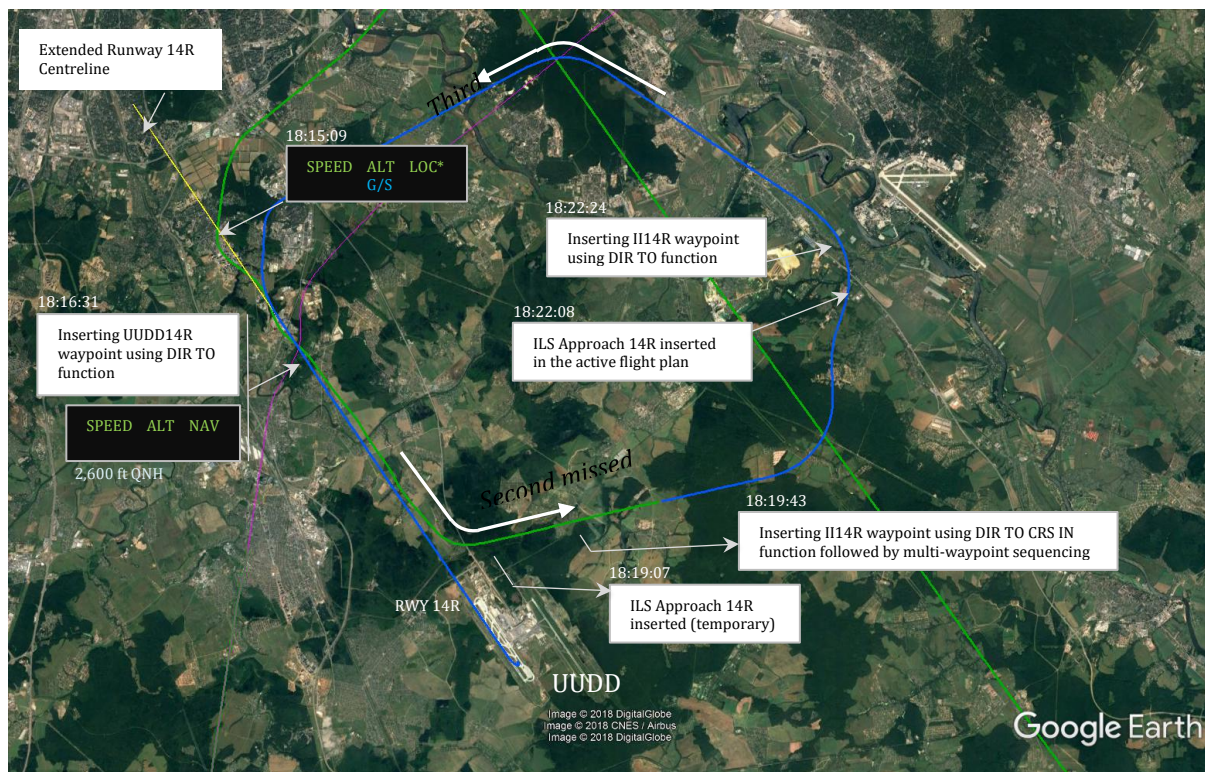 Extended Runway 14R
Centreline
Third
18:15:09
SPEED ALT LOC*
G/S
18:22:24
Inserting II14R waypoint
using DIR TO function
18:16:31
Inserting UUDD14R
waypoint using DIR TO
function
18:22:08
ILS Approach 14R inserted
in the active flight plan
SPEED ALT NAV
2,600 ft QNH
Second missed
18:19:43
Inserting II14R waypoint using DIR TO CRS IN
function followed by multi-waypoint sequencing
18:19:07
RWY 14R
ILS Approach 14R
inserted (temporary)
UUDD
Image © 2018 DigitalGlobe
Image © 2018 CNES / Airbus
Image © 2018 DigitalGlobe
Google Earth